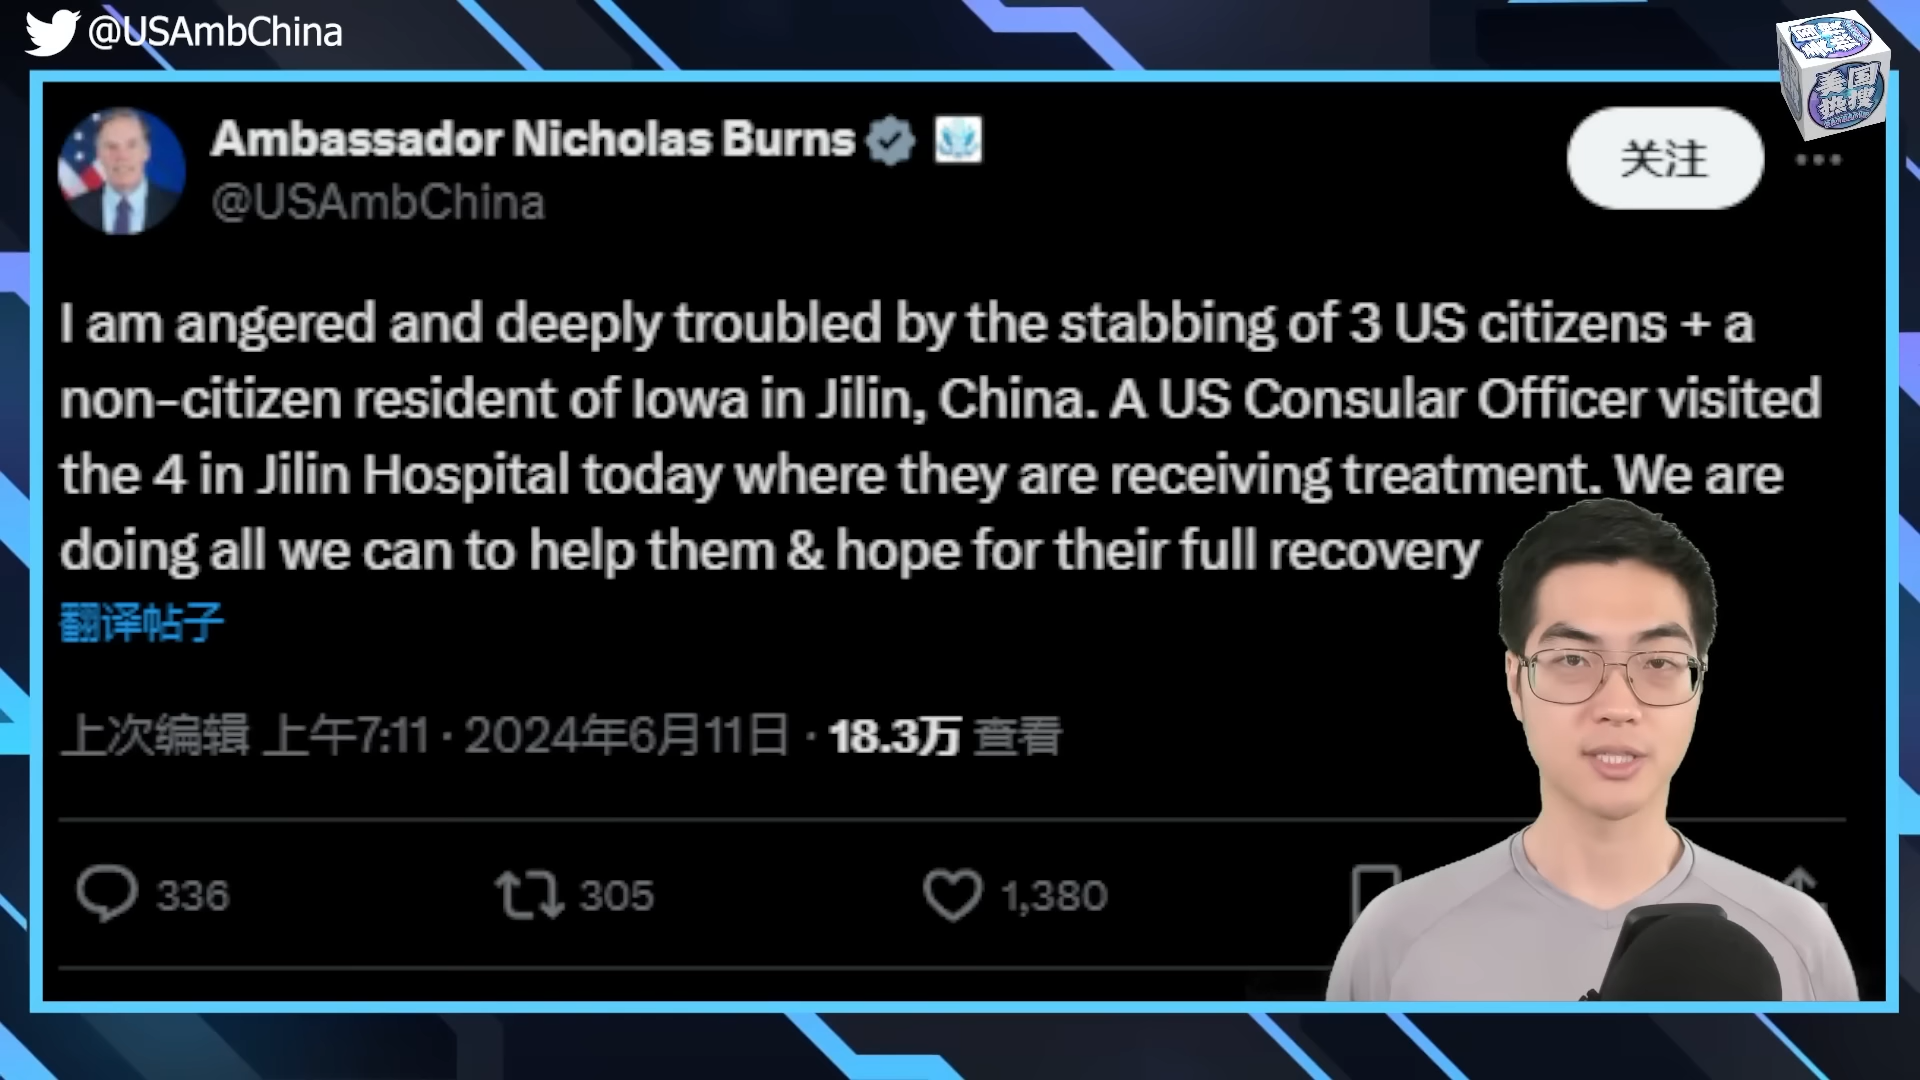 @USAmbChina
美国热搜
Ambassador Nicholas Burns
@USAmbChina
关注
I am angered and deeply troubled by the stabbing of 3 US citizens + a
non-citizen resident of Iowa in Jilin, China. A US Consular Officer visited
the 4 in Jilin Hospital today where they are receiving treatment. We are
doing all we can to help them & hope for their full recovery
翻译帖子
上次编辑 上午7:11 · 2024年6月11日 · 18.3万 查看
336 305 1,380